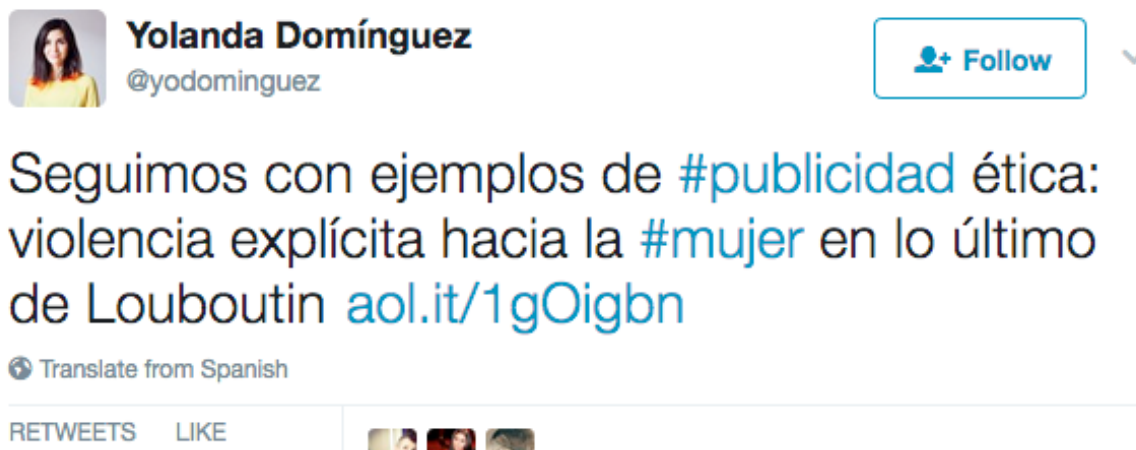 Yolanda Domínguez
@yodominguez
Follow
Seguimos con ejemplos de #publicidad ética:
violencia explícita hacia la #mujer en lo último
de Louboutin aol.it/1gOigbn
Translate from Spanish
RETWEETS LIKE